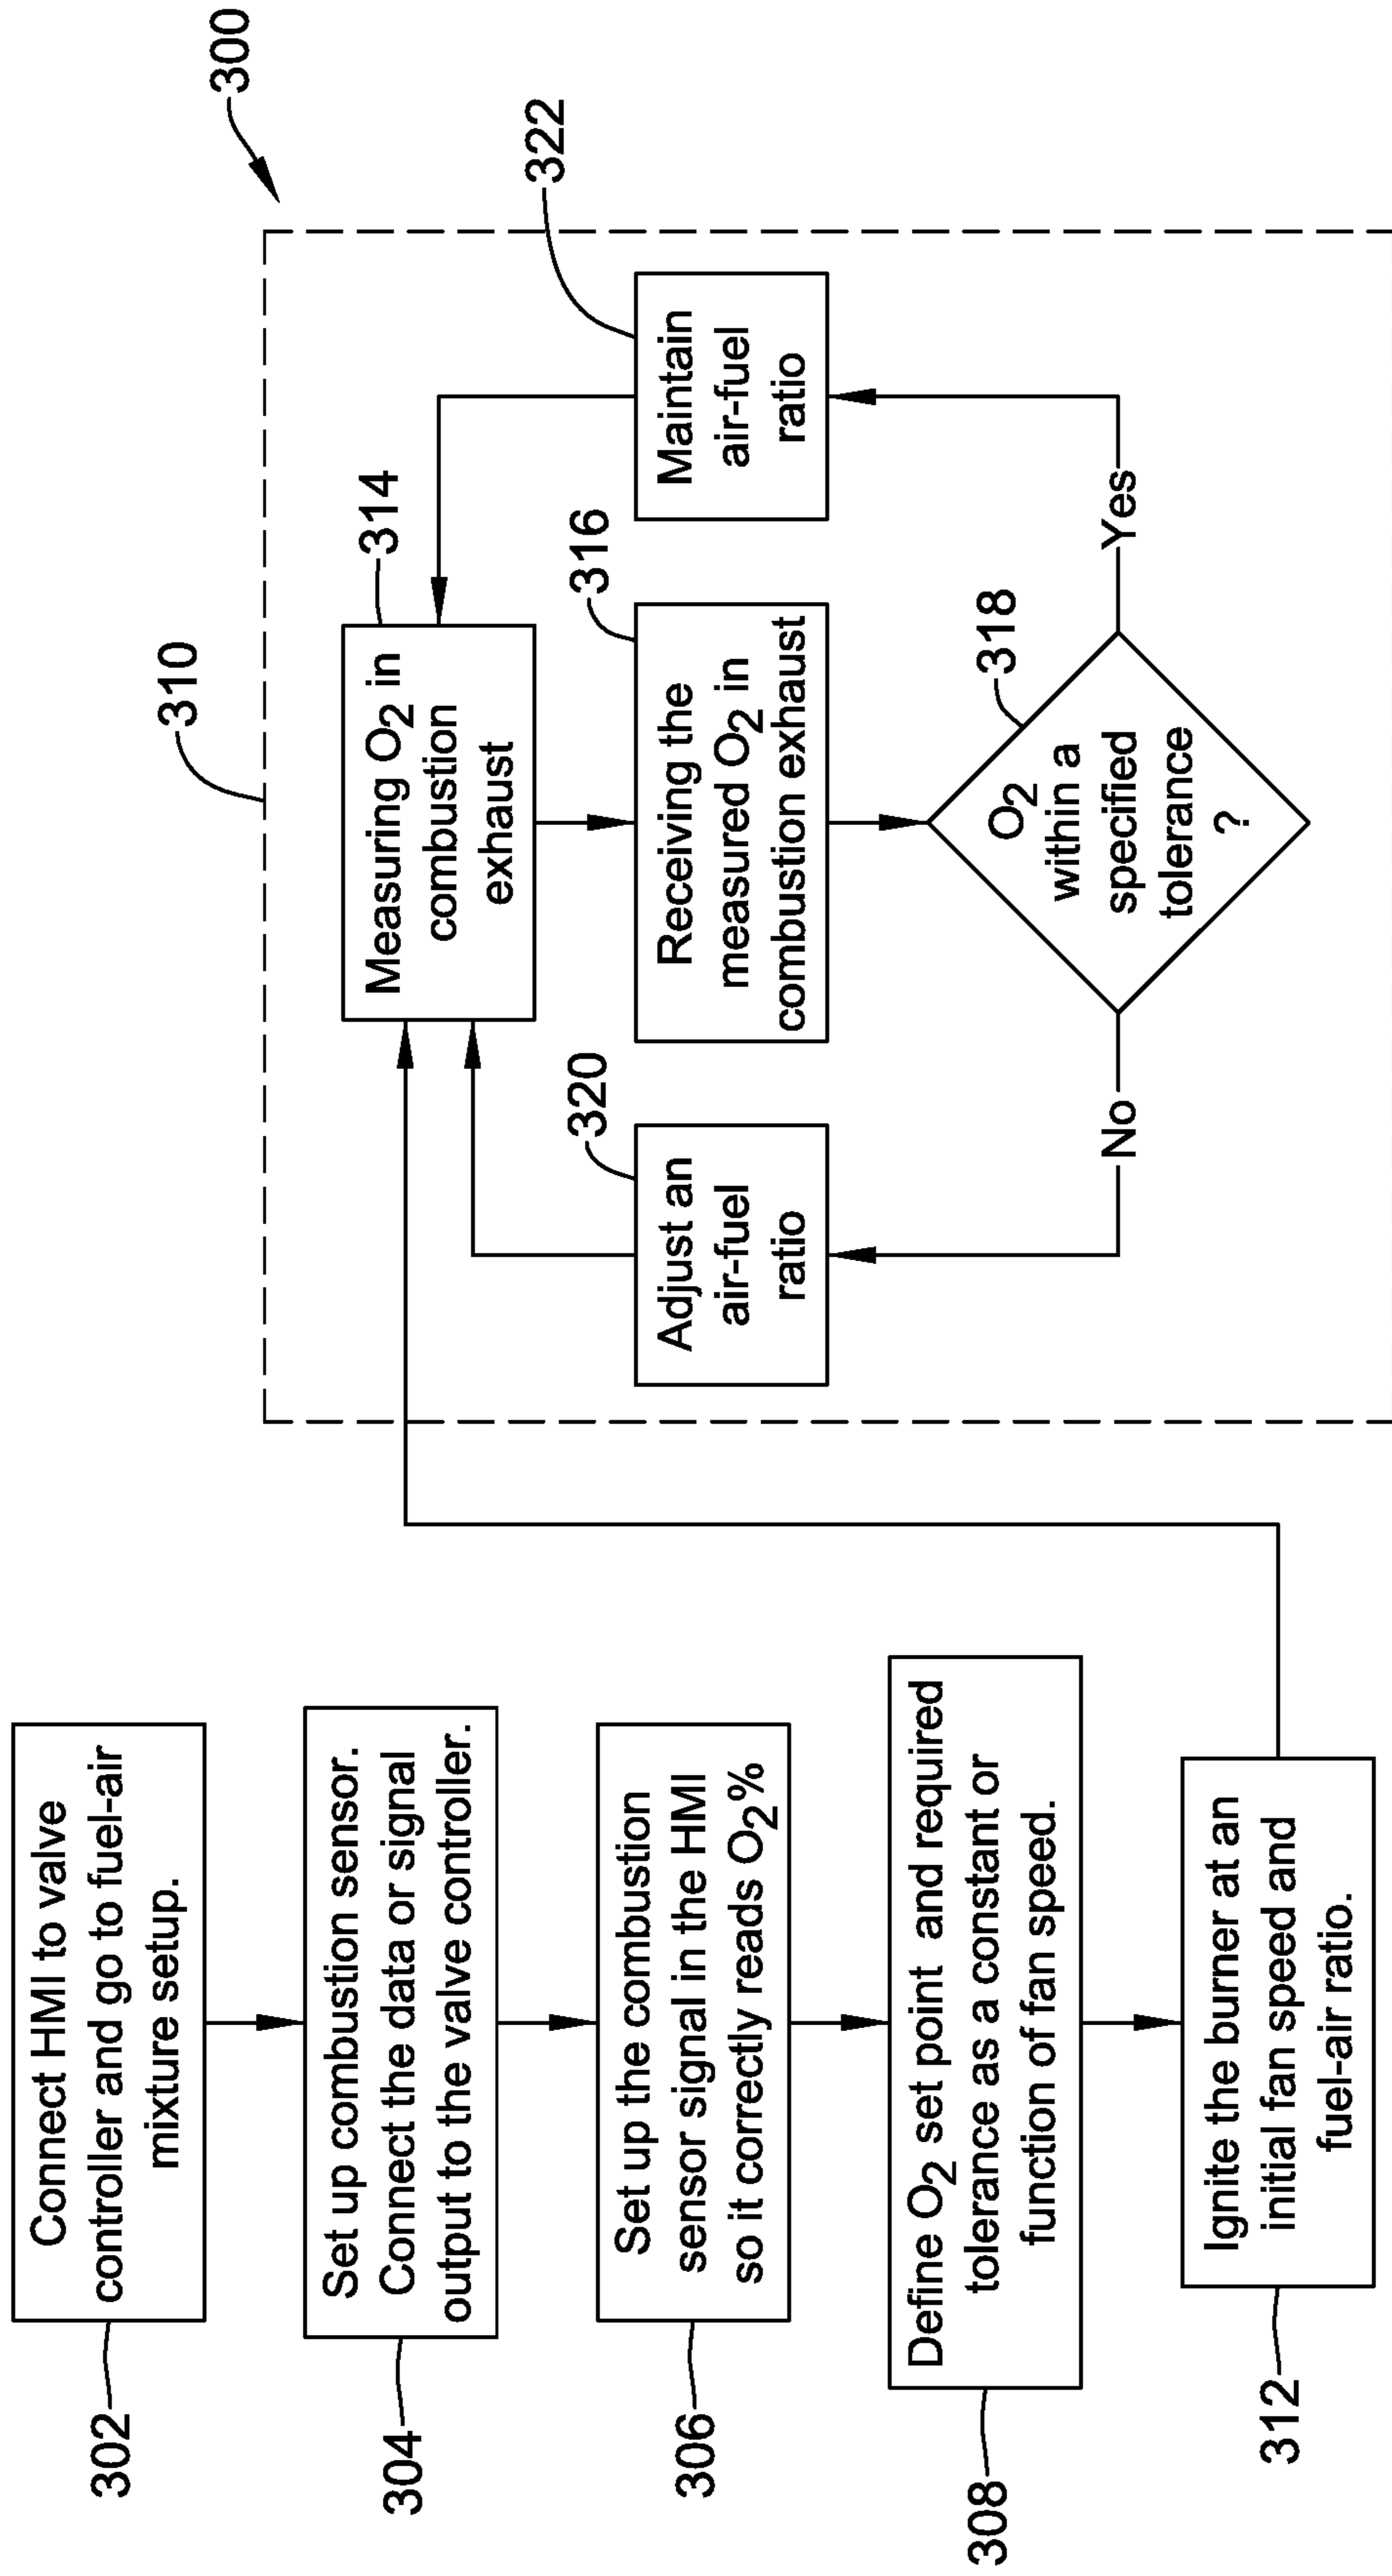 300
302
Connect HMI to valve
controller and go to fuel-air
mixture setup.
304
Set up combustion sensor.
Connect the data or signal
output to the valve controller.
306
Set up the combustion
sensor signal in the HMI
so it correctly reads O2%
308
Define O2 set point and required
tolerance as a constant or
function of fan speed.
312
Ignite the burner at an
initial fan speed and
fuel-air ratio.
310
314
Measuring O2 in
combustion
exhaust
316
Receiving the
measured O2 in
combustion exhaust
318
O2
within a
specified
tolerance
?
No
Yes
320
Adjust an
air-fuel
ratio
322
Maintain
air-fuel
ratio